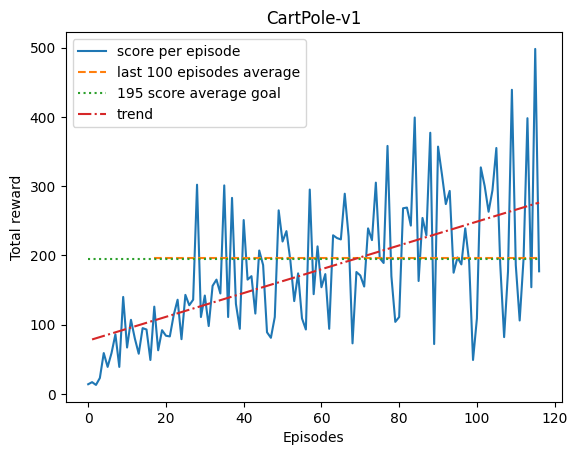 CartPole-v1
score per episode
last 100 episodes average
195 score average goal
trend
Total reward
500
400
300
200
100
0
0
20
40
60
80
100
120
Episodes